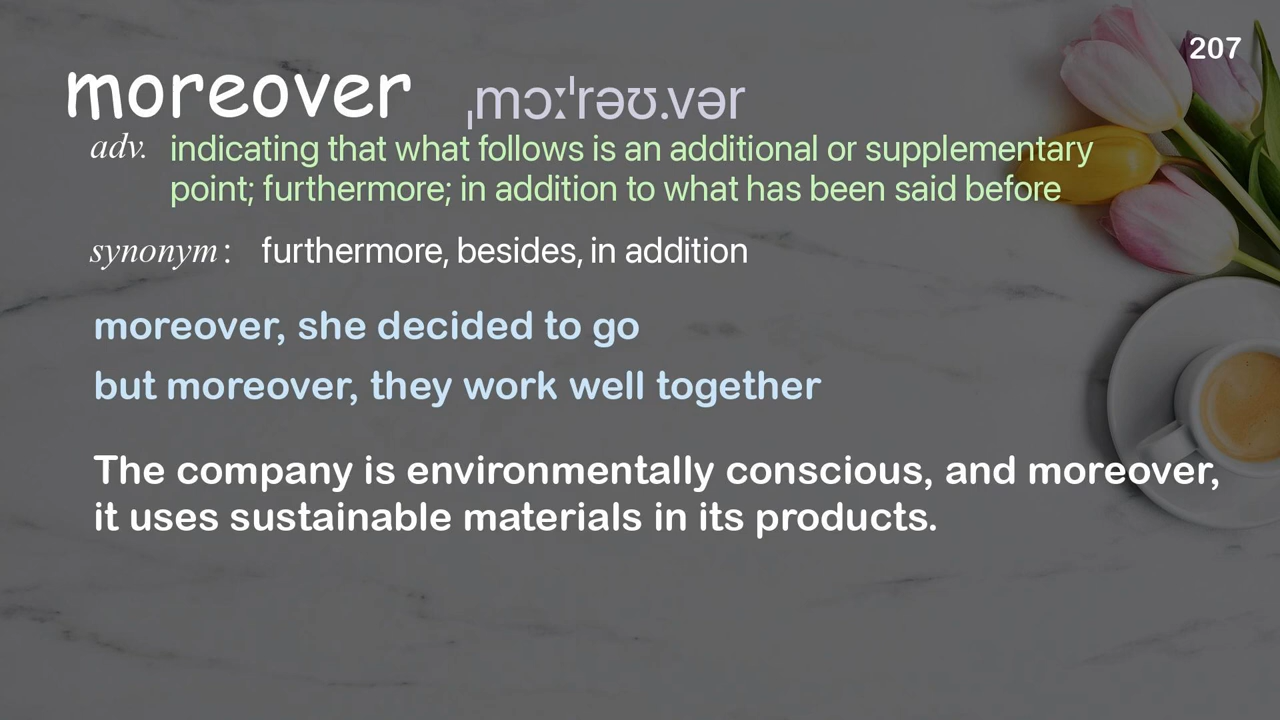 207
moreover ˌmɔːˈrəʊ.vər
adv. indicating that what follows is an additional or supplementary
point; furthermore; in addition to what has been said before
synonym : furthermore, besides, in addition
moreover, she decided to go
but moreover, they work well together
The company is environmentally conscious, and moreover,
it uses sustainable materials in its products.